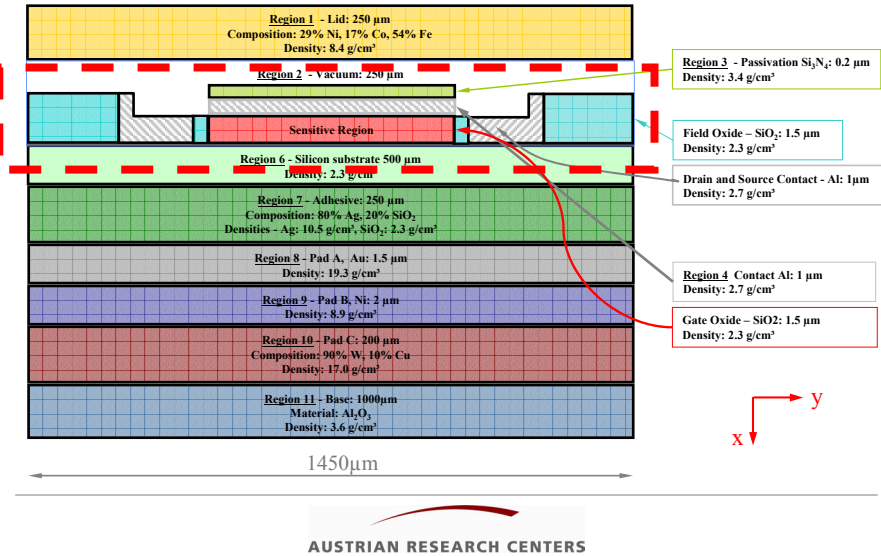 Region 1 - Lid: 250 µm
Composition: 29% Ni, 17% Co, 54% Fe
Density: 8.4 g/cm³
Region 2 - Vacuum: 250 µm
Region 3 - Passivation Si₃N₄: 0.2 µm
Density: 3.4 g/cm³
Sensitive Region
Field Oxide – SiO₂: 1.5 µm
Density: 2.3 g/cm³
Region 6 - Silicon substrate 500 µm
Density: 2.3 g/cm³
Drain and Source Contact - Al: 1µm
Density: 2.7 g/cm³
Region 7 - Adhesive: 250 µm
Composition: 80% Ag, 20% SiO₂
Densities - Ag: 10.5 g/cm³, SiO₂: 2.3 g/cm³
Region 8 - Pad A, Au: 1.5 µm
Density: 19.3 g/cm³
Region 4 Contact Al: 1 µm
Density: 2.7 g/cm³
Region 9 - Pad B, Ni: 2 µm
Density: 8.9 g/cm³
Gate Oxide – SiO2: 1.5 µm
Density: 2.3 g/cm³
Region 10 - Pad C: 200 µm
Composition: 90% W, 10% Cu
Density: 17.0 g/cm³
Region 11 - Base: 1000µm
Material: Al₂O₃
Density: 3.6 g/cm³
y
x
1450µm
AUSTRIAN RESEARCH CENTERS